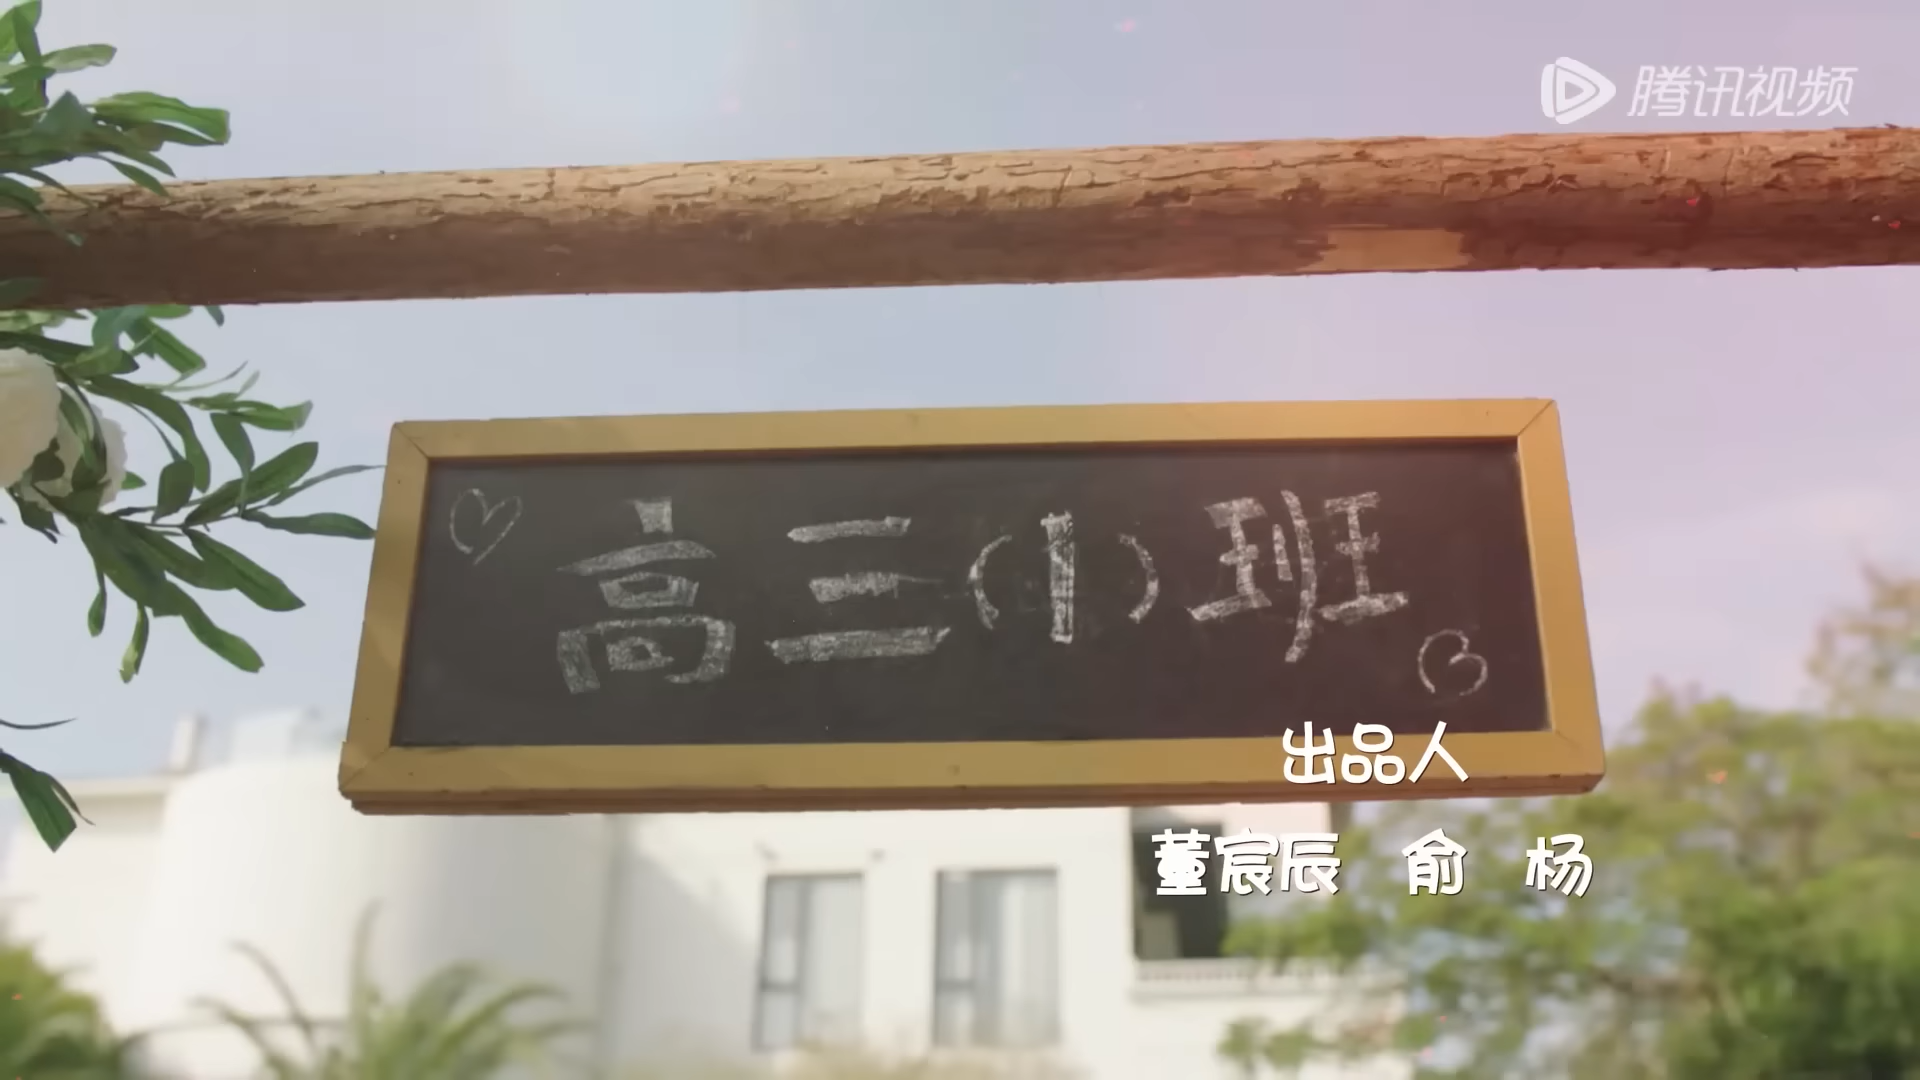 腾讯视频
高三(1)班
出品人
董宸辰 俞 杨